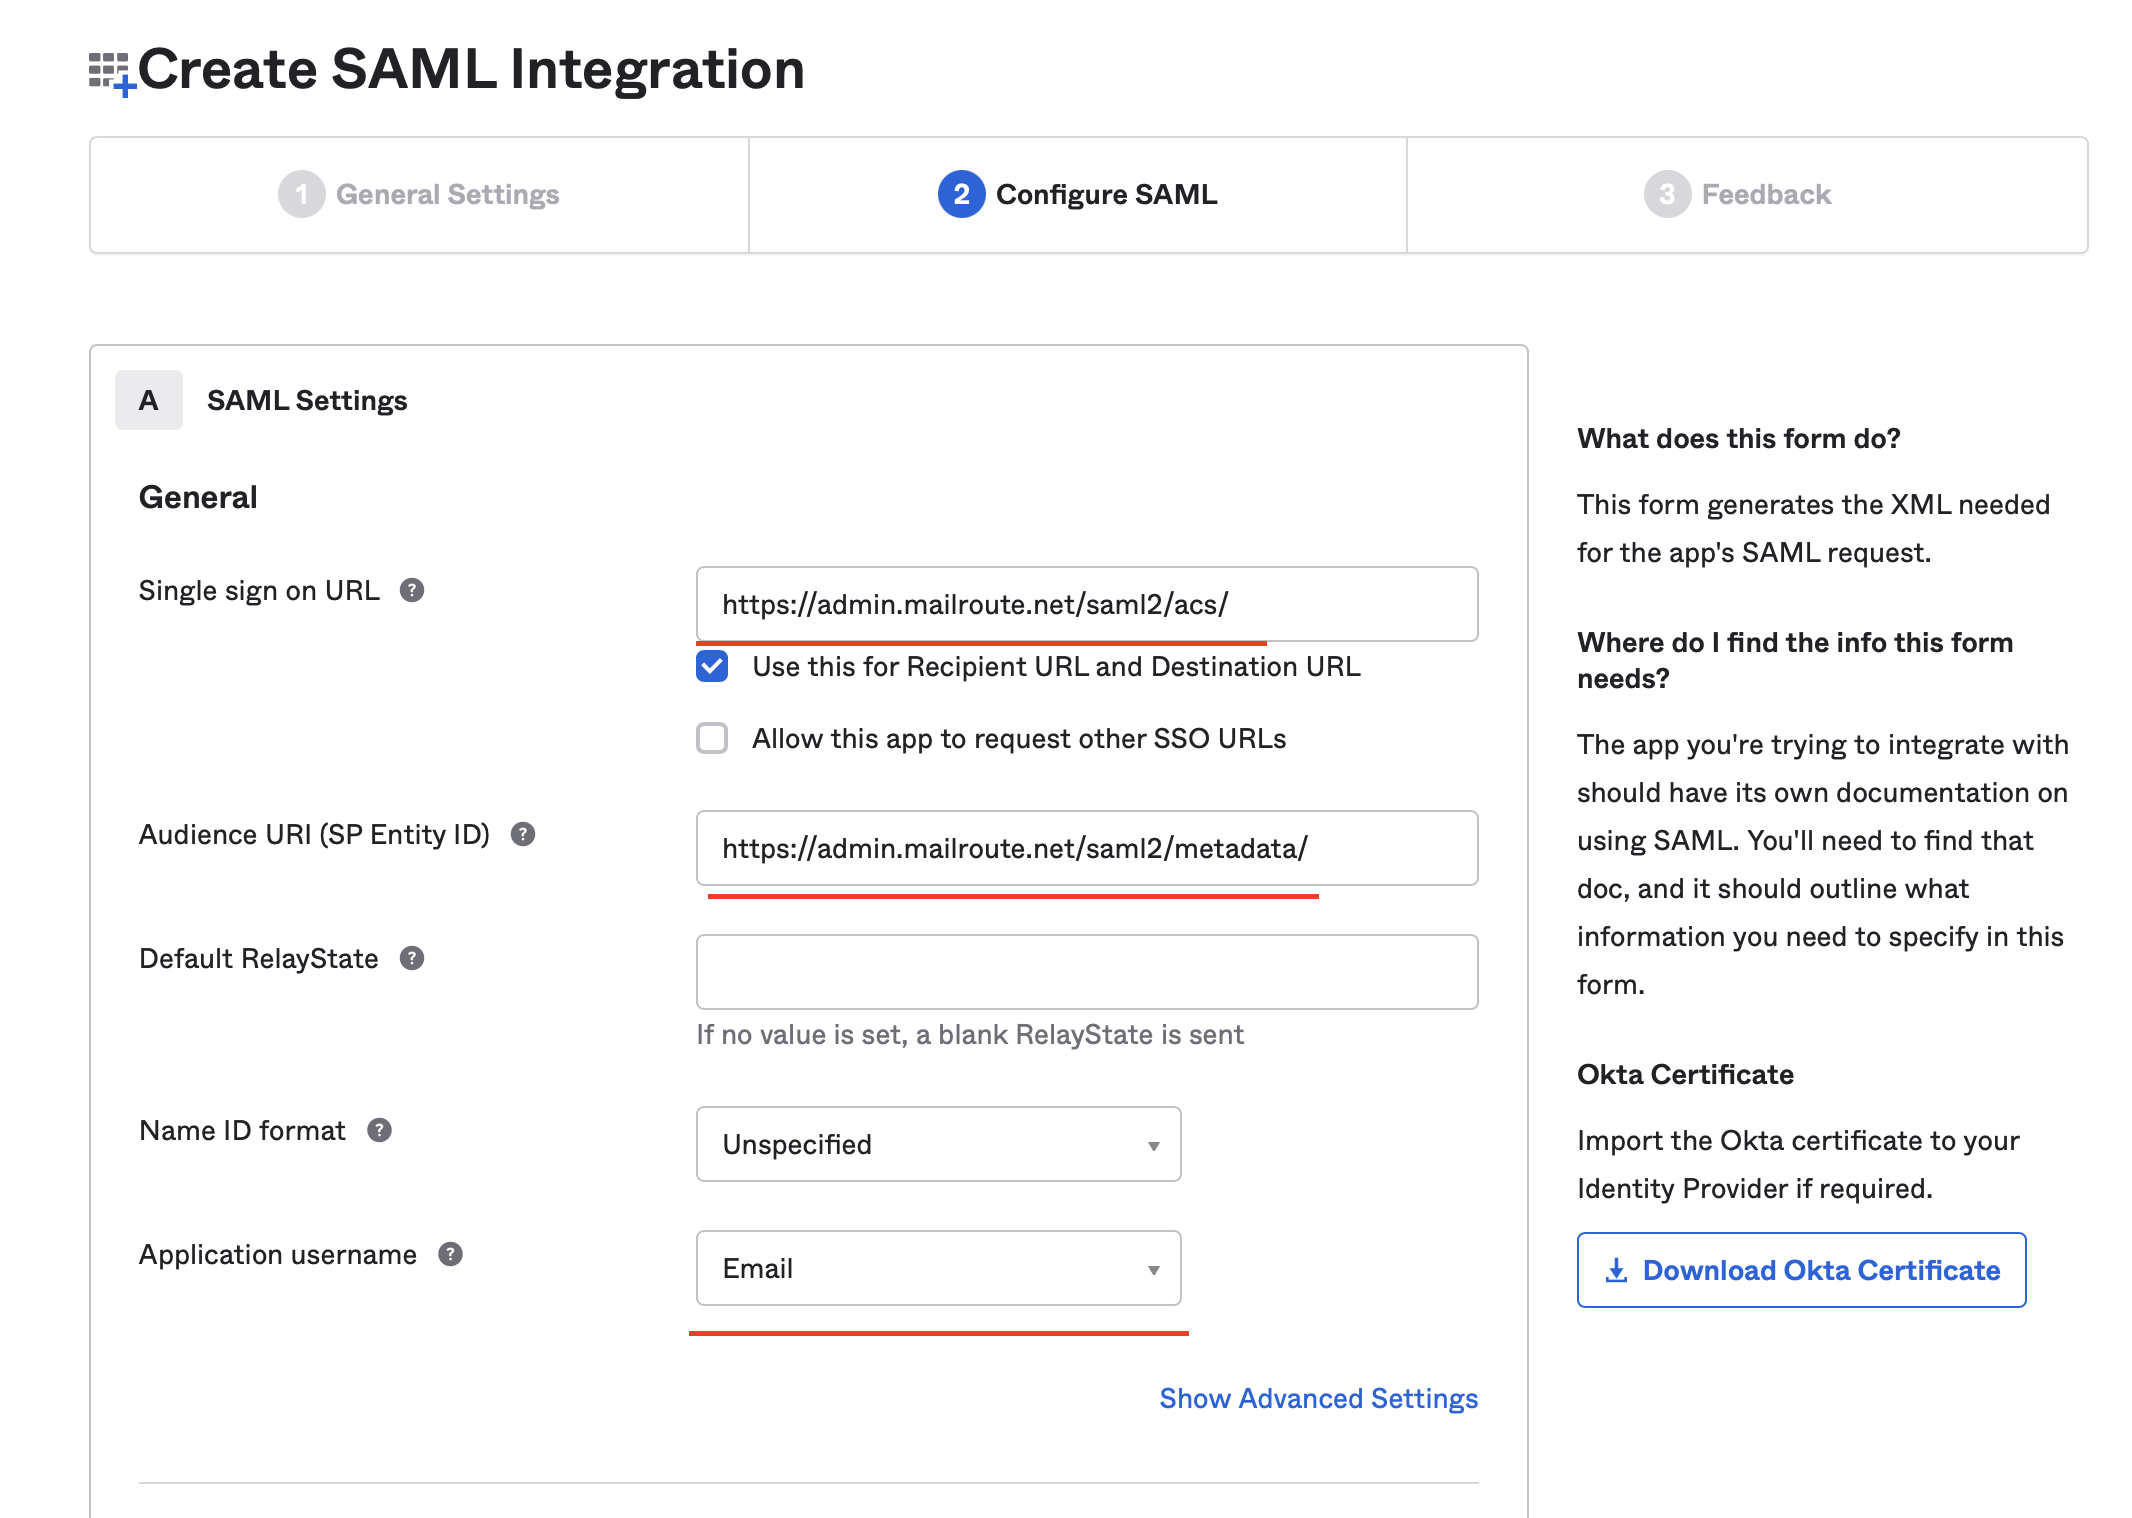 Create SAML Integration
1 General Settings
2 Configure SAML
3 Feedback
A SAML Settings
General
Single sign on URL ?
https://admin.mailroute.net/saml2/acs/
Use this for Recipient URL and Destination URL
Allow this app to request other SSO URLs
Audience URI (SP Entity ID) ?
https://admin.mailroute.net/saml2/metadata/
Default RelayState ?
If no value is set, a blank RelayState is sent
Name ID format ?
Unspecified
Application username ?
Email
Show Advanced Settings
What does this form do?
This form generates the XML needed
for the app's SAML request.
Where do I find the info this form
needs?
The app you're trying to integrate with
should have its own documentation on
using SAML. You'll need to find that
doc, and it should outline what
information you need to specify in this
form.
Okta Certificate
Import the Okta certificate to your
Identity Provider if required.
Download Okta Certificate